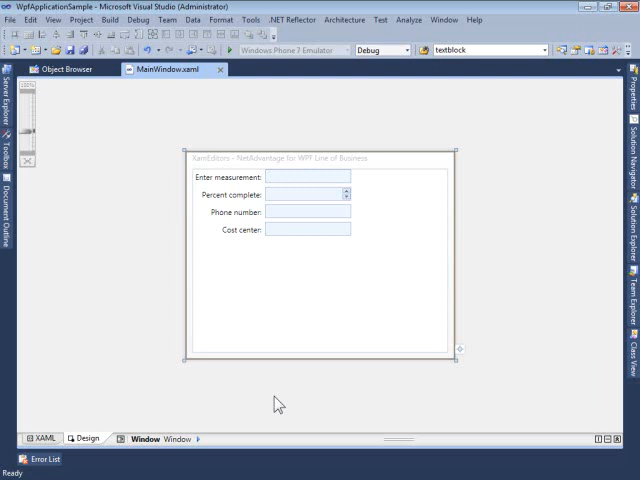 WpfApplicationSample - Microsoft Visual Studio (Administrator)
File Edit View Project Build Debug Team Data Format Tools .NET Reflector Architecture Test Analyze Window Help
Windows Phone 7 Emulator Debug textblock
Object Browser MainWindow.xaml
Server Explorer
Toolbox
Document Outline
100%
XamEditors - NetAdvantage for WPF Line of Business
Enter measurement:
Percent complete:
Phone number:
Cost center:
Properties
Solution Navigator
Solution Explorer
Team Explorer
Class View
XAML Design Window Window
Error List
Ready